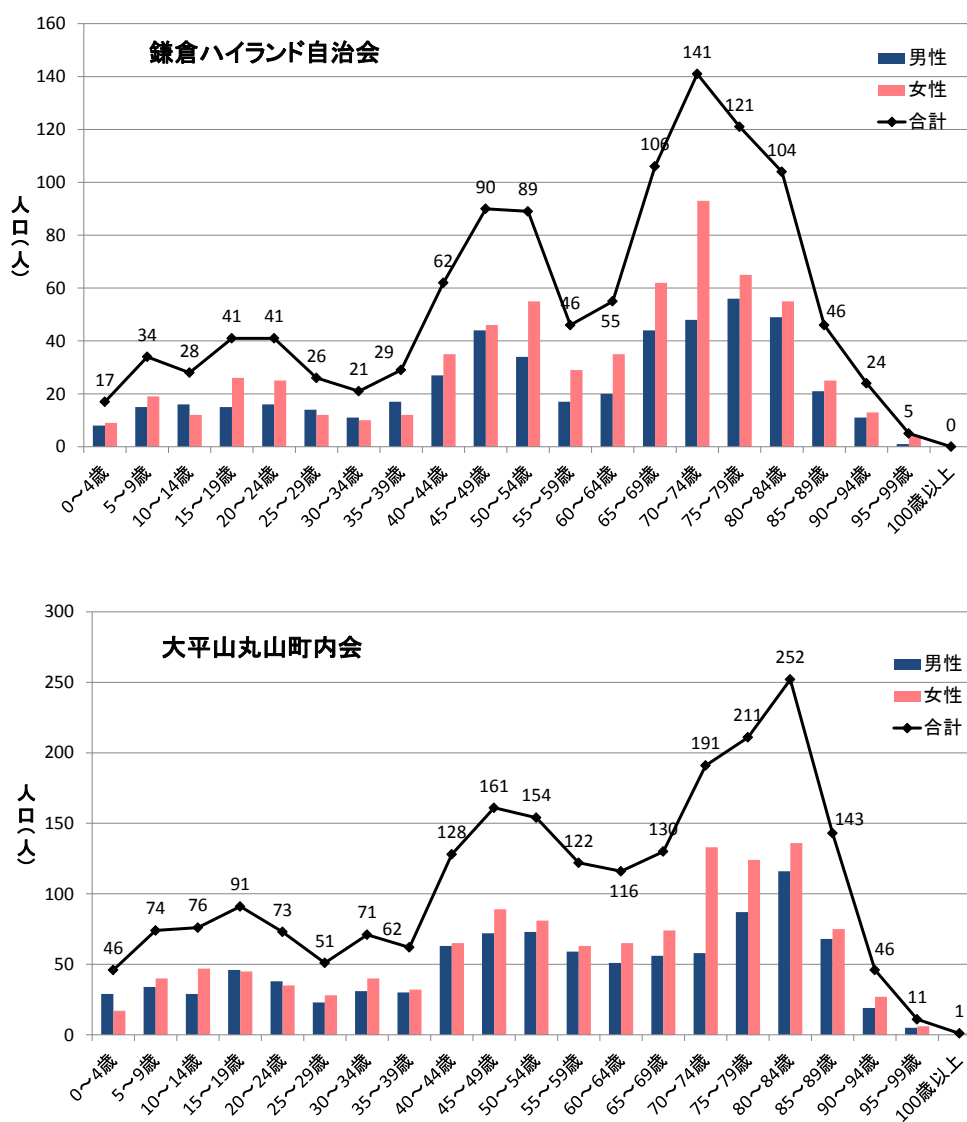 鎌倉ハイランド自治会
男性
女性
合計
人口(人)
160
140
120
100
80
60
40
20
0
17
34
28
41
41
26
21
29
62
90
89
46
55
106
141
121
104
46
24
5
0
0~4歳
5~9歳
10~14歳
15~19歳
20~24歳
25~29歳
30~34歳
35~39歳
40~44歳
45~49歳
50~54歳
55~59歳
60~64歳
65~69歳
70~74歳
75~79歳
80~84歳
85~89歳
90~94歳
95~99歳
100歳以上
大平山丸山町内会
男性
女性
合計
人口(人)
300
250
200
150
100
50
0
46
74
76
91
73
51
71
62
128
161
154
122
116
130
191
211
252
143
46
11
1
0~4歳
5~9歳
10~14歳
15~19歳
20~24歳
25~29歳
30~34歳
35~39歳
40~44歳
45~49歳
50~54歳
55~59歳
60~64歳
65~69歳
70~74歳
75~79歳
80~84歳
85~89歳
90~94歳
95~99歳
100歳以上